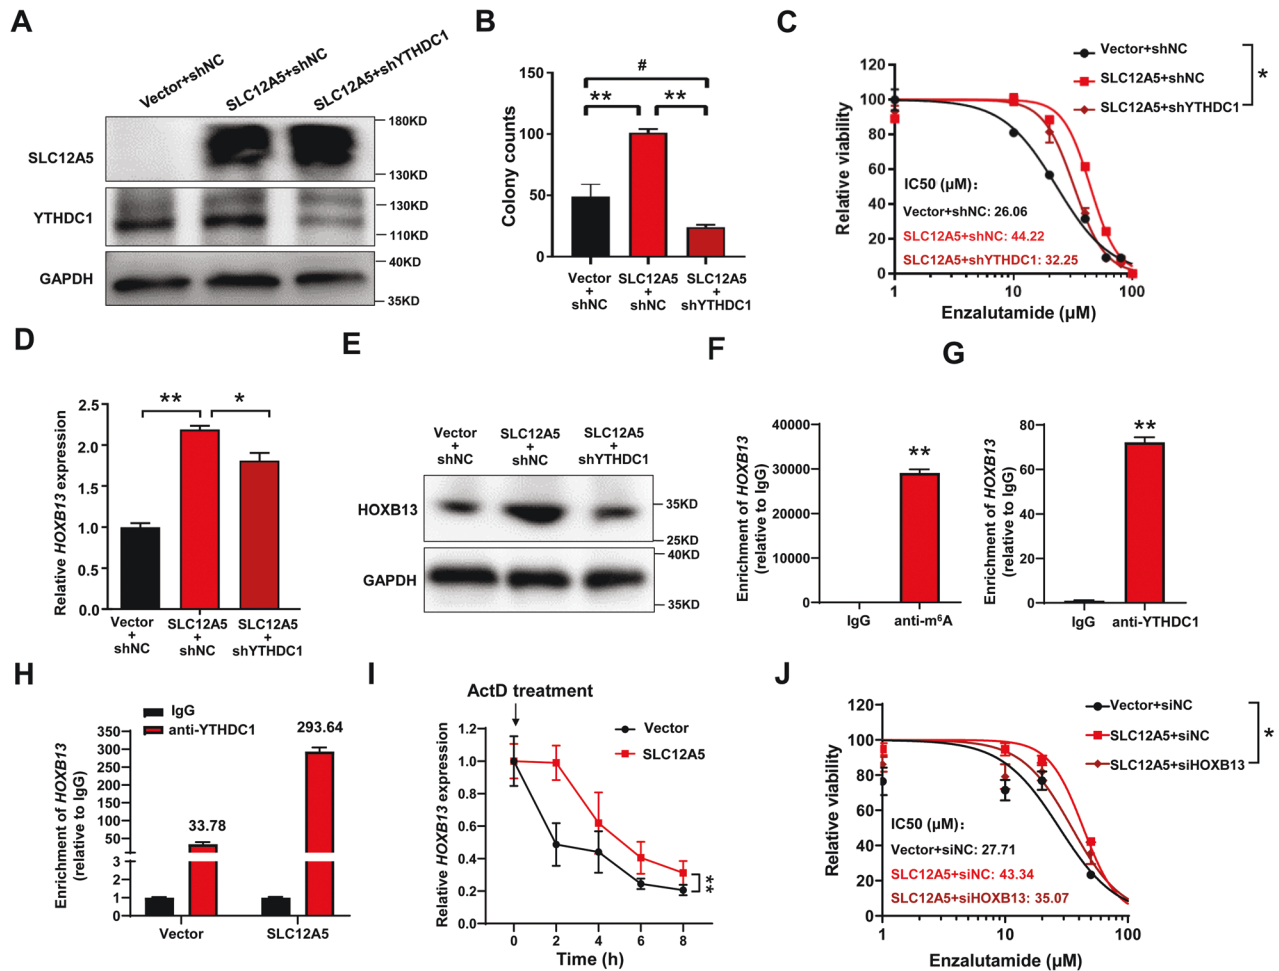 A
Vector+shNC
SLC12A5+shNC
SLC12A5+shYTHDC1
SLC12A5
180KD
130KD
YTHDC1
130KD
110KD
GAPDH
40KD
35KD
B
Colony counts
150
100
50
0
#
** **
Vector + shNC
SLC12A5 + shNC
SLC12A5 + shYTHDC1
C
Relative viability
120
100
80
60
40
20
0
1 10 100
Enzalutamide (μM)
Vector+shNC
SLC12A5+shNC
SLC12A5+shYTHDC1
*
IC50 (μM):
Vector+shNC: 26.06
SLC12A5+shNC: 44.22
SLC12A5+shYTHDC1: 32.25
D
Relative HOXB13 expression
2.5
2.0
1.5
1.0
0.5
0.0
** *
Vector + shNC
SLC12A5 + shNC
SLC12A5 + shYTHDC1
E
Vector + shNC
SLC12A5 + shNC
SLC12A5 + shYTHDC1
HOXB13
35KD
25KD
GAPDH
40KD
35KD
F
Enrichment of HOXB13
(relative to IgG)
40000
30000
20000
10000
0
**
IgG anti-m⁶A
G
Enrichment of HOXB13
(relative to IgG)
80
60
40
20
0
**
IgG anti-YTHDC1
H
IgG
anti-YTHDC1
Enrichment of HOXB13
(relative to IgG)
350
300
250
200
150
100
50
3
2
1
0
33.78
293.64
Vector SLC12A5
I
ActD treatment
Relative HOXB13 expression
1.2
1.0
0.8
0.6
0.4
0.2
0.0
0 2 4 6 8
Time (h)
Vector
SLC12A5
**
J
Relative viability
120
100
80
60
40
20
0
1 10 100
Enzalutamide (μM)
Vector+siNC
SLC12A5+siNC
SLC12A5+siHOXB13
*
IC50 (μM):
Vector+siNC: 27.71
SLC12A5+siNC: 43.34
SLC12A5+siHOXB13: 35.07